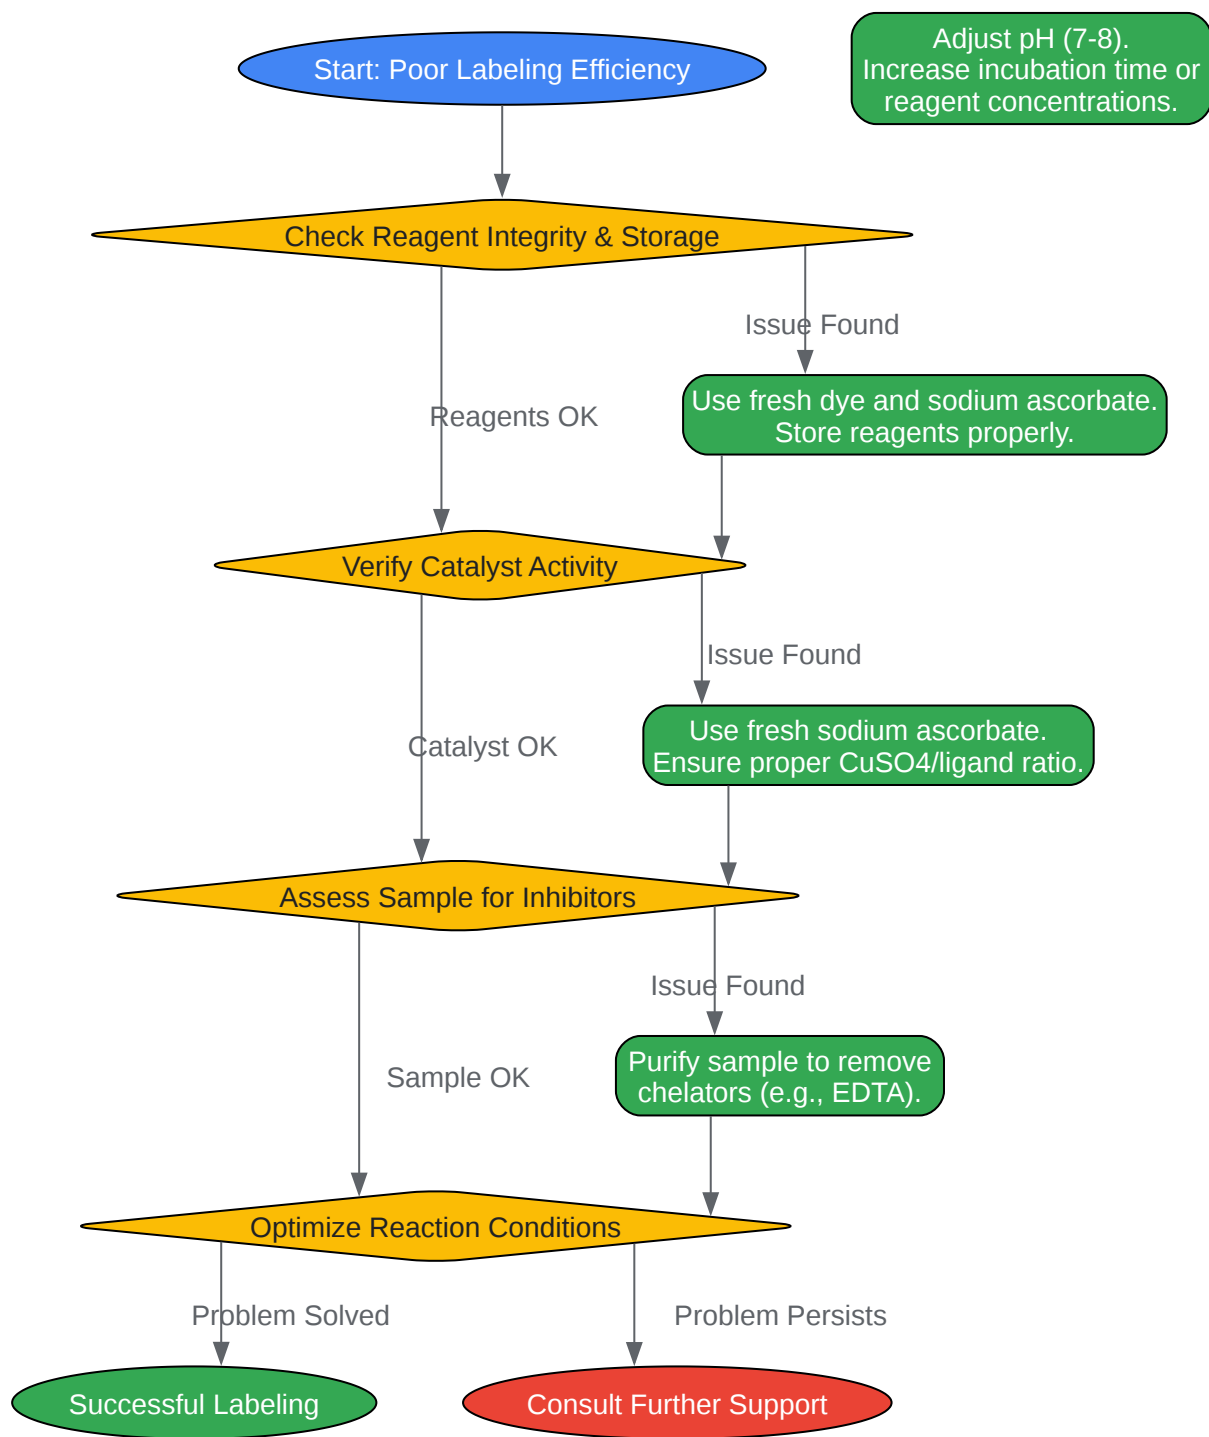 Start: Poor Labeling Efficiency
Adjust pH (7-8).
Increase incubation time or
reagent concentrations.
Check Reagent Integrity & Storage
Issue Found
Reagents OK
Use fresh dye and sodium ascorbate.
Store reagents properly.
Verify Catalyst Activity
Issue Found
Catalyst OK
Use fresh sodium ascorbate.
Ensure proper CuSO4/ligand ratio.
Assess Sample for Inhibitors
Issue Found
Sample OK
Purify sample to remove
chelators (e.g., EDTA).
Optimize Reaction Conditions
Problem Solved
Problem Persists
Successful Labeling
Consult Further Support